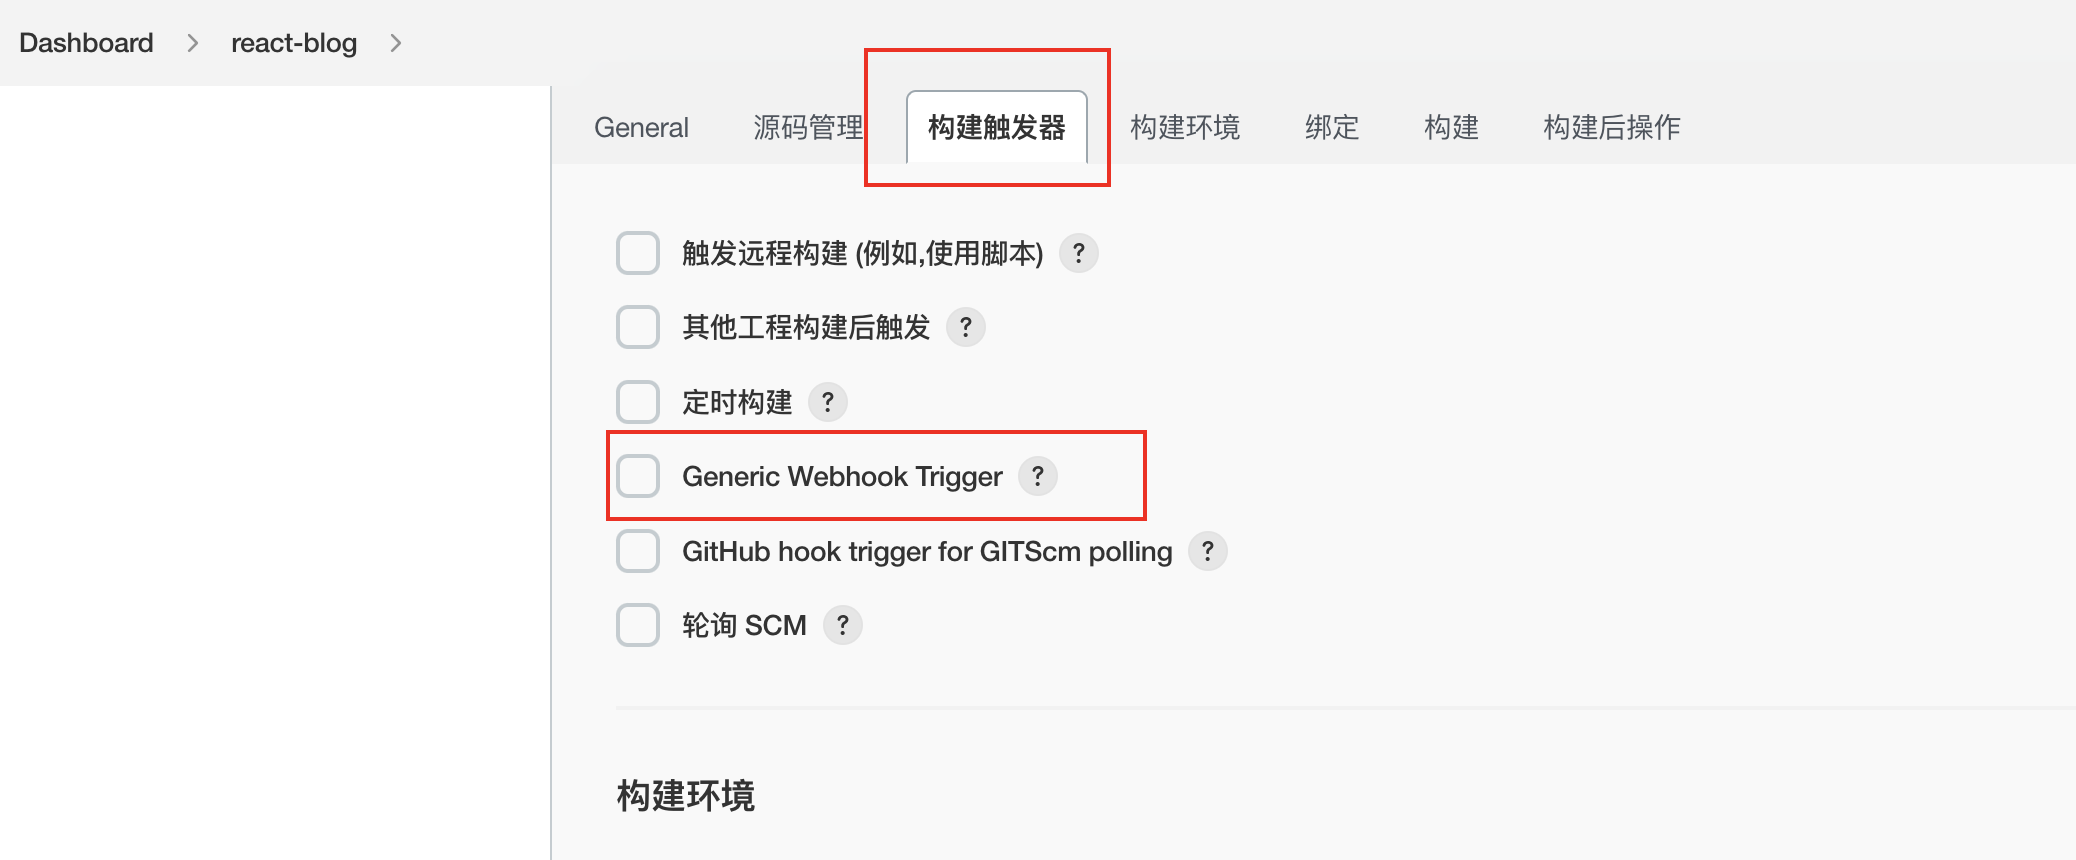 Dashboard > react-blog >
General 源码管理 构建触发器 构建环境 绑定 构建 构建后操作
触发远程构建 (例如,使用脚本) ?
其他工程构建后触发 ?
定时构建 ?
Generic Webhook Trigger ?
GitHub hook trigger for GITScm polling ?
轮询 SCM ?
构建环境